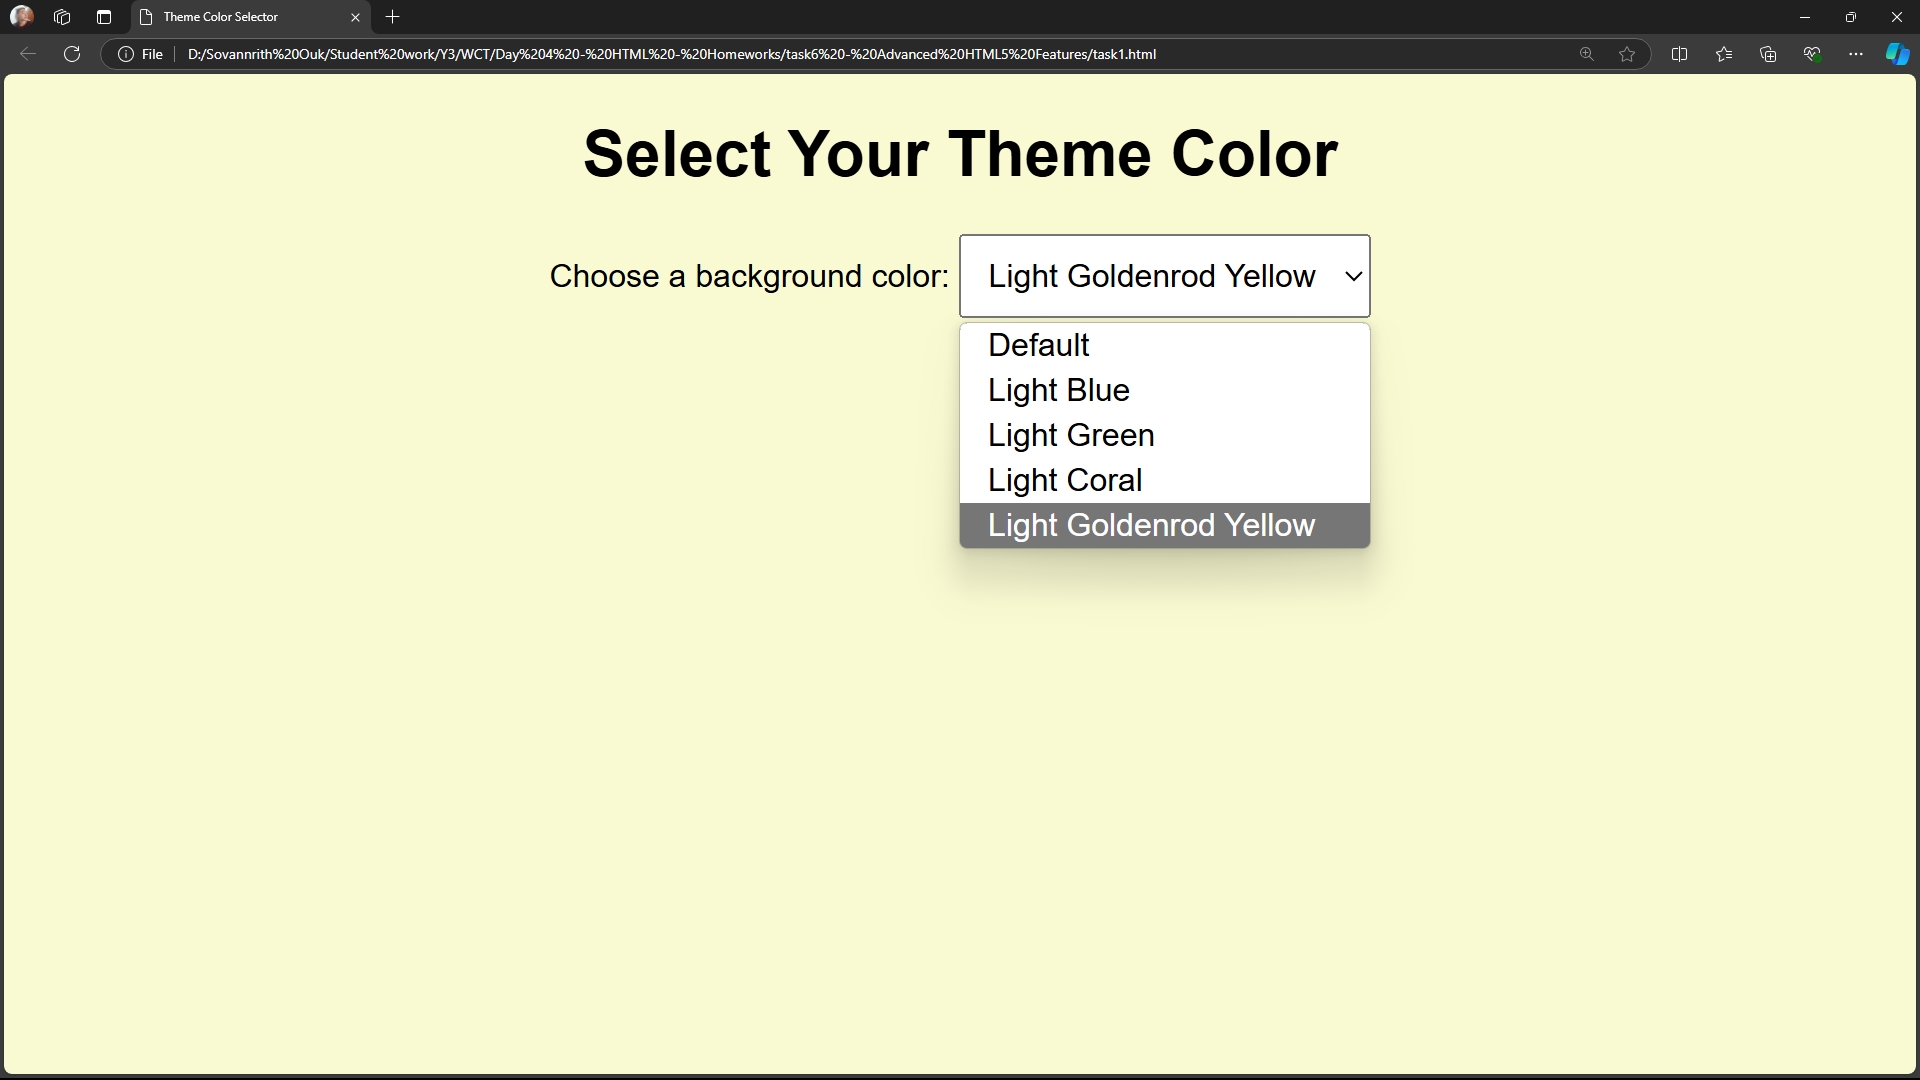 Theme Color Selector
File
D:/Sovannrith%20Ouk/Student%20work/Y3/WCT/Day%204%20-%20HTML%20-%20Homeworks/task6%20-%20Advanced%20HTML5%20Features/task1.html
Select Your Theme Color
Choose a background color: Light Goldenrod Yellow
Default
Light Blue
Light Green
Light Coral
Light Goldenrod Yellow